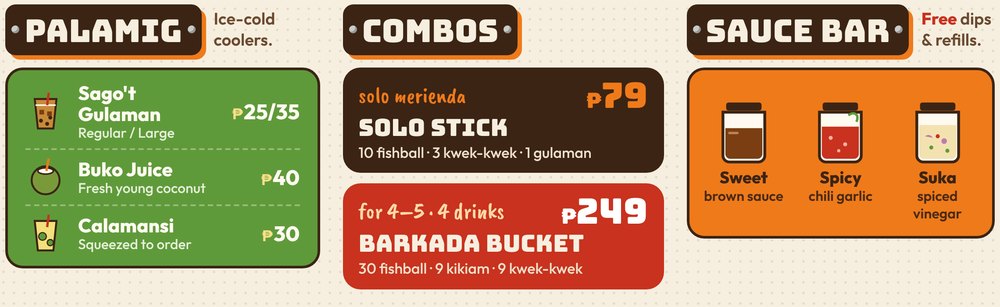 PALAMIG
Ice-cold
coolers.
Sago't
Gulaman
₱25/35
Regular / Large
Buko Juice
₱40
Fresh young coconut
Calamansi
₱30
Squeezed to order
COMBOS
solo merienda
₱79
SOLO STICK
10 fishball · 3 kwek-kwek · 1 gulaman
for 4–5 · 4 drinks
₱249
BARKADA BUCKET
30 fishball · 9 kikiam · 9 kwek-kwek
SAUCE BAR
Free dips
& refills.
Sweet
brown sauce
Spicy
chili garlic
Suka
spiced
vinegar